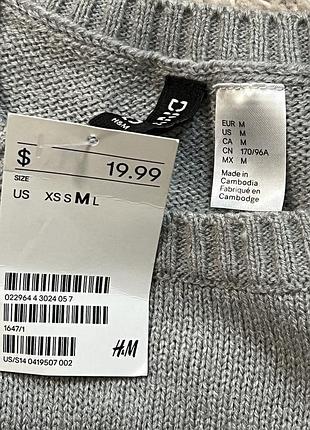 H&M
EUR M
US M
CA M
CN 170/96A
MX M
Made in
Cambodia
Fabriqué en
Cambodge
$ 19.99
SIZE
US XS S M L
022964 4 3024 05 7
1647/1
H&M
US/S14 0419507 002